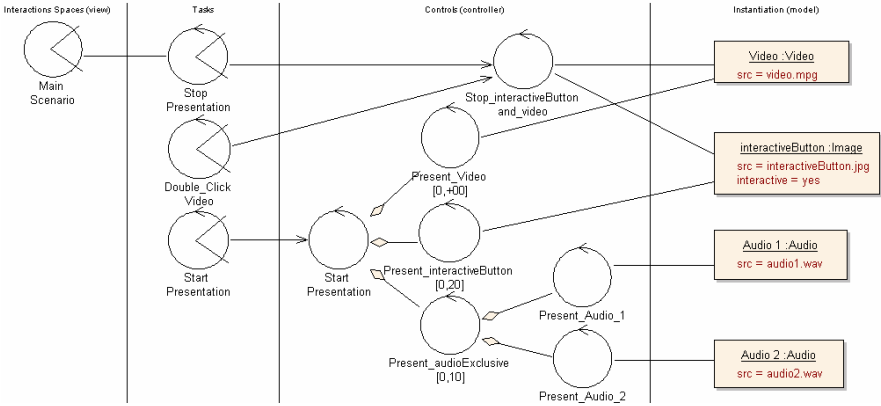 Interactions Spaces (view)
Tasks
Controls (controller)
Instantiation (model)
Main
Scenario
Stop
Presentation
Double_Click
Video
Start
Presentation
Stop_interactiveButton
and_video
Present_Video
[0,+00]
Start
Presentation
Present_interactiveButton
[0,20]
Present_audioExclusive
[0,10]
Present_Audio_1
Present_Audio_2
Video :Video
src = video.mpg
interactiveButton :Image
src = interactiveButton.jpg
interactive = yes
Audio 1 :Audio
src = audio1.wav
Audio 2 :Audio
src = audio2.wav